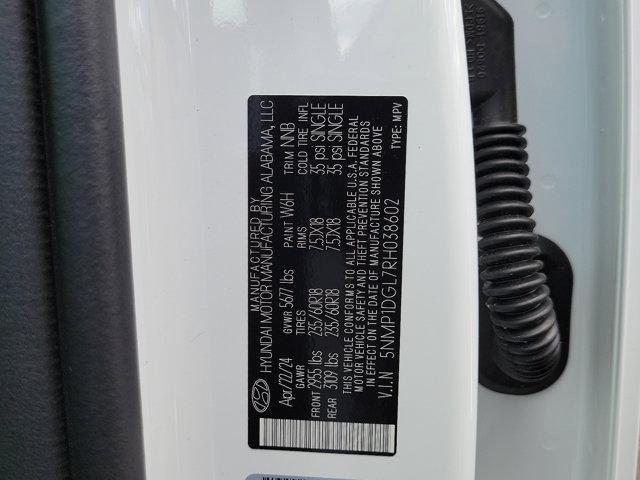 MANUFACTURED BY
HYUNDAI MOTOR MANUFACTURING ALABAMA, LLC
Apr/22/24 GVWR 5677 lbs PAINT W6H TRIM NNB
GAWR TIRES RIMS COLD TIRE INFL
FRONT 2955 lbs 235/60R18 7.5JX18 35 psi SINGLE
REAR 3109 lbs 235/60R18 7.5JX18 35 psi SINGLE
THIS VEHICLE CONFORMS TO ALL APPLICABLE U.S.A. FEDERAL
MOTOR VEHICLE SAFETY AND THEFT PREVENTION STANDARDS
IN EFFECT ON THE DATE OF MANUFACTURE SHOWN ABOVE
V.I.N 5NMP1DGL7RH038602 TYPE: MPV